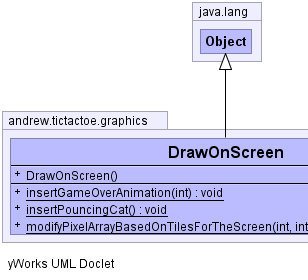 java.lang
Object
andrew.tictactoe.graphics
DrawOnScreen
+ DrawOnScreen()
+ insertGameOverAnimation(int) : void
+ insertPouncingCat() : void
+ modifyPixelArrayBasedOnTilesForTheScreen(int, int
yWorks UML Doclet